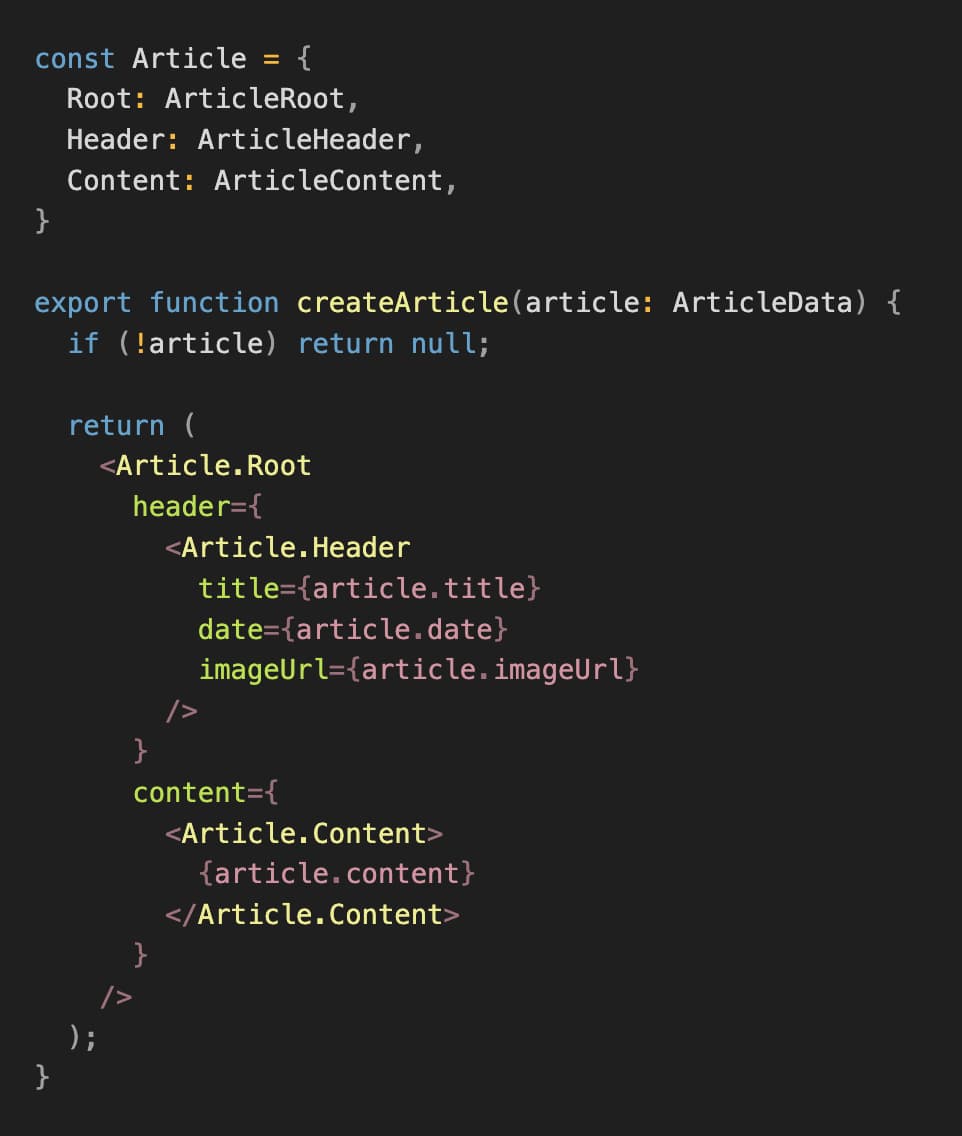 const Article = {
  Root: ArticleRoot,
  Header: ArticleHeader,
  Content: ArticleContent,
}

export function createArticle(article: ArticleData) {
  if (!article) return null;

  return (
    <Article.Root
      header={
        <Article.Header
          title={article.title}
          date={article.date}
          imageUrl={article.imageUrl}
        />
      }
      content={
        <Article.Content>
          {article.content}
        </Article.Content>
      }
    />
  );
}